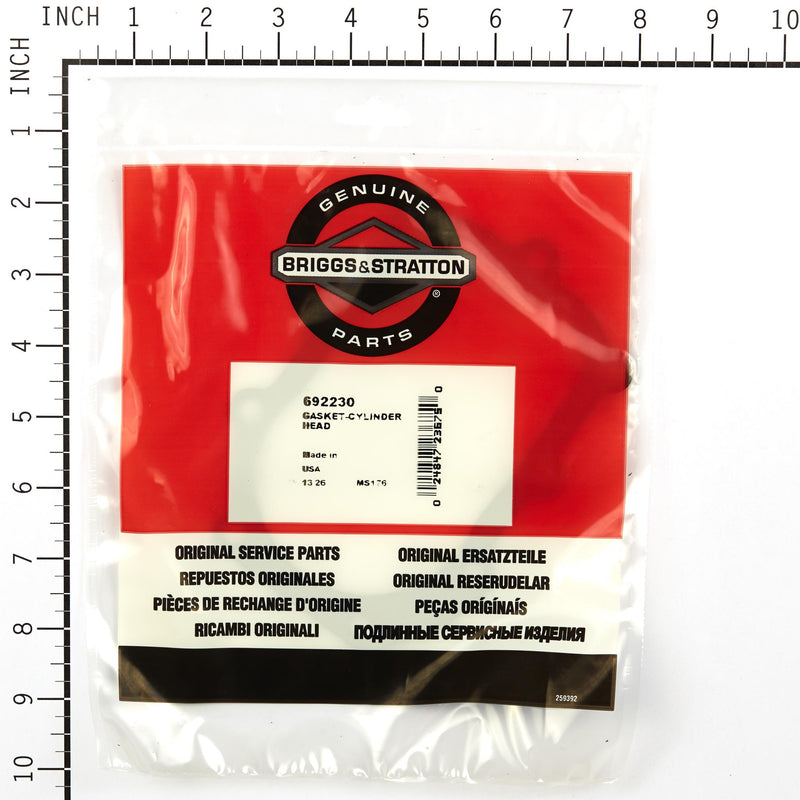 INCH 1 2 3 4 5 6 7 8 9 10
INCH
1
2
3
4
5
6
7
8
9
10
GENUINE
BRIGGS & STRATTON
®
PARTS
692230
GASKET-CYLINDER
HEAD
Made in
USA
13 26 MS176
0 24847 23675 0
ORIGINAL SERVICE PARTS
ORIGINAL ERSATZTEILE
REPUESTOS ORIGINALES
ORIGINAL RESERUDELAR
PIÈCES DE RECHANGE D'ORIGINE
PEÇAS ORÍGÍNAÍS
RICAMBI ORIGINALI
ПОДЛИННЫЕ СЕРВИСНЫЕ ИЗДЕЛИЯ
259392